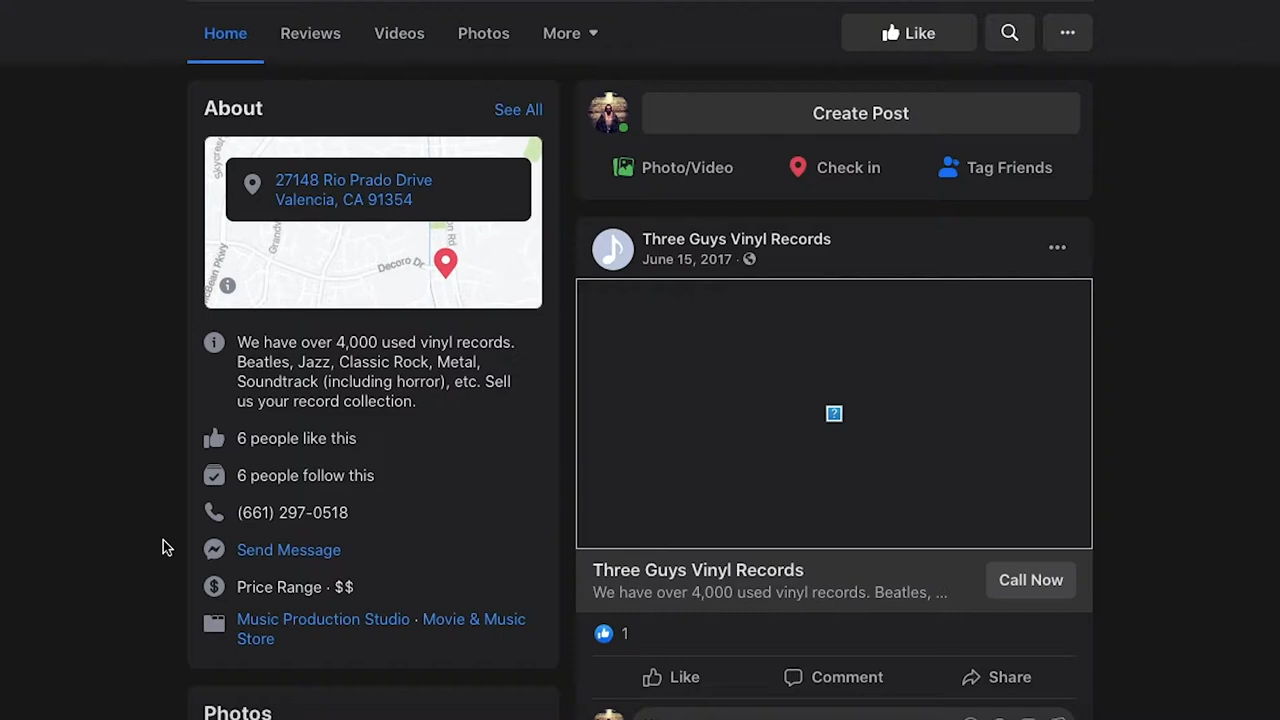 Home
Reviews
Videos
Photos
More
Like
About
See All
27148 Rio Prado Drive
Valencia, CA 91354
Decoro Dr
We have over 4,000 used vinyl records.
Beatles, Jazz, Classic Rock, Metal,
Soundtrack (including horror), etc. Sell
us your record collection.
6 people like this
6 people follow this
(661) 297-0518
Send Message
Price Range · $$
Music Production Studio · Movie & Music
Store
Photos
Create Post
Photo/Video
Check in
Tag Friends
Three Guys Vinyl Records
June 15, 2017 ·
Three Guys Vinyl Records
We have over 4,000 used vinyl records. Beatles, ...
Call Now
1
Like
Comment
Share